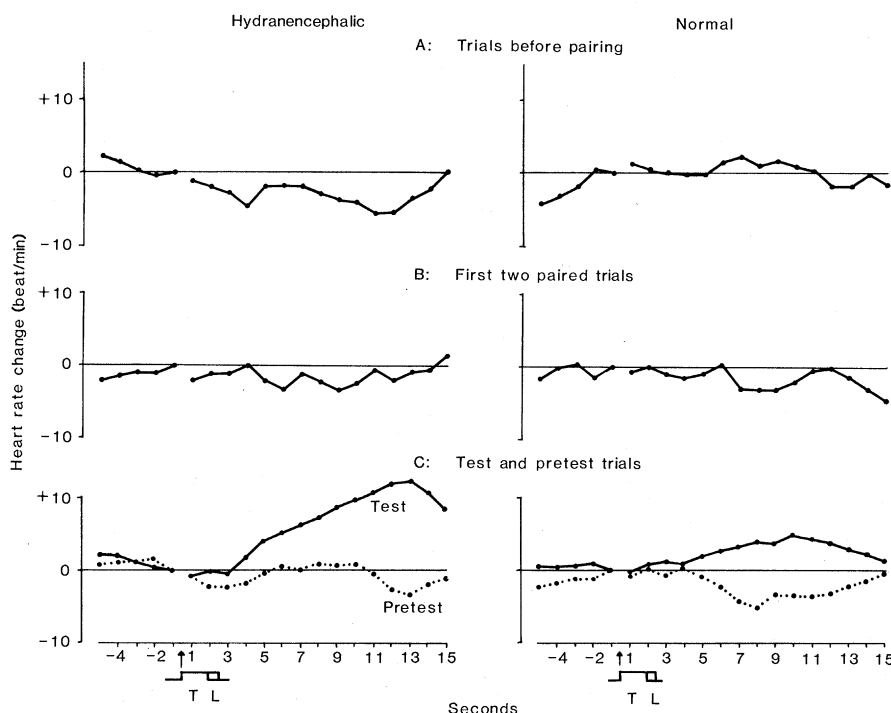 Hydranencephalic Normal
A: Trials before pairing
+10
0
−10
B: First two paired trials
+10
0
−10
C: Test and pretest trials
+10
0
−10
Test
Pretest
Heart rate change (beat/min)
−4 −2 1 3 5 7 9 11 13 15
−4 −2 1 3 5 7 9 11 13 15
T L
T L
Seconds